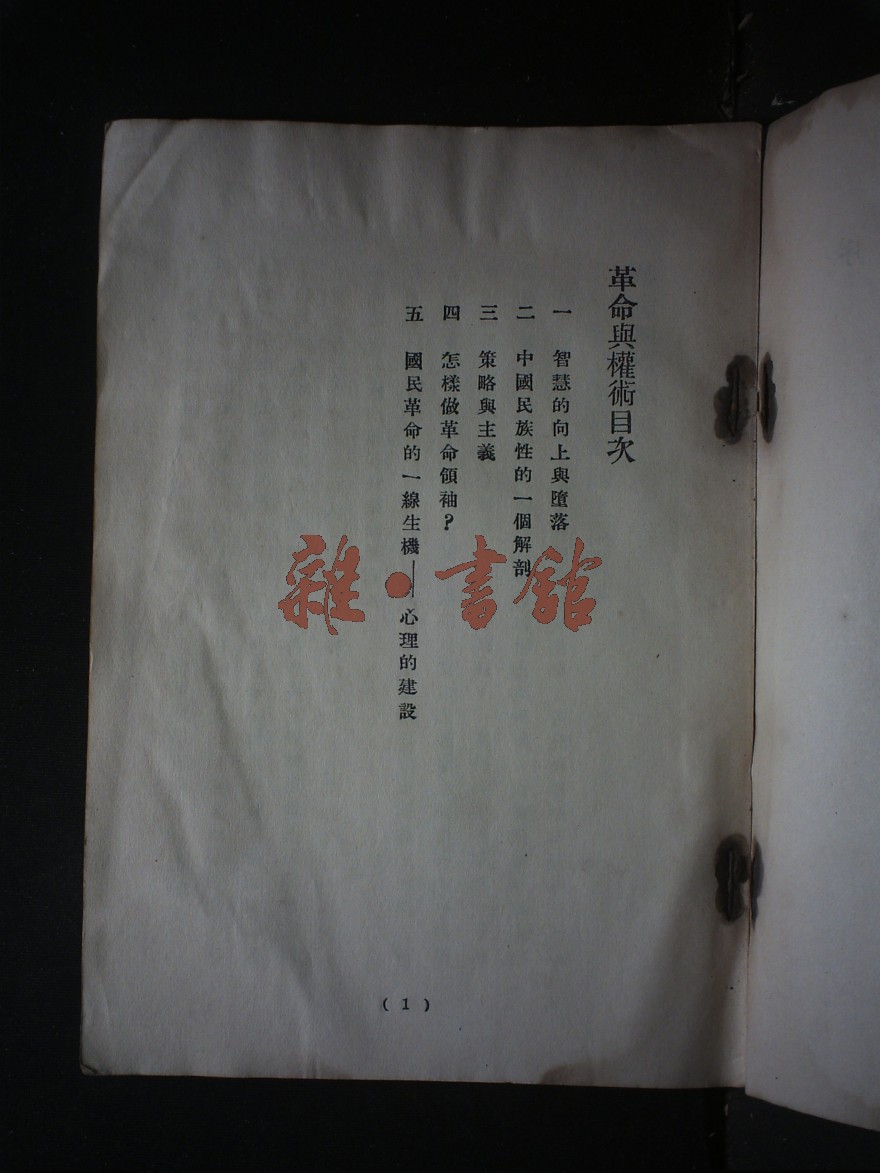 革命與權術目次
一 智慧的向上與墮落
二 中國民族性的一個解剖
三 策略與主義
四 怎樣做革命領袖？
五 國民革命的一線生機——心理的建設
(1)
雜·書館